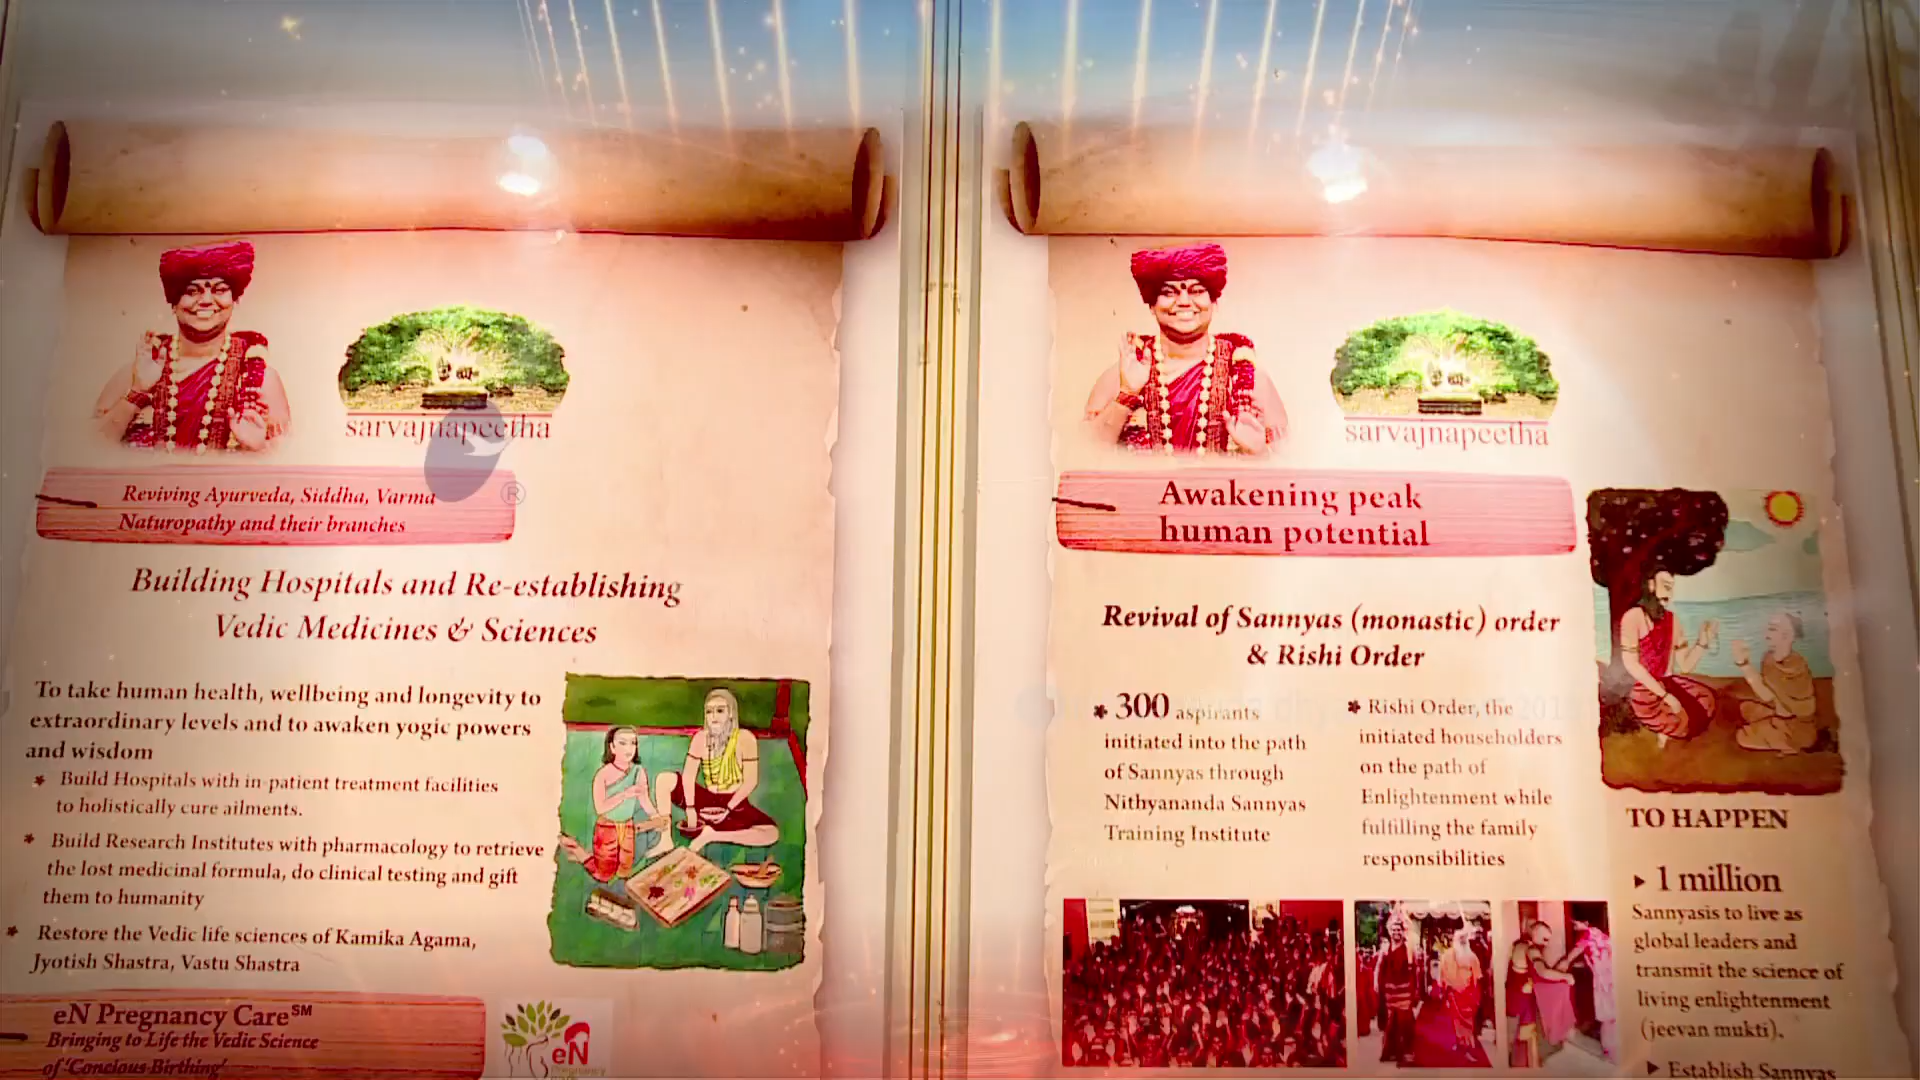 sarvajnapeetha
®
Reviving Ayurveda, Siddha, Varma
Naturopathy and their branches
Building Hospitals and Re-establishing
Vedic Medicines & Sciences
To take human health, wellbeing and longevity to
extraordinary levels and to awaken yogic powers
and wisdom
* Build Hospitals with in-patient treatment facilities
to holistically cure ailments.
* Build Research Institutes with pharmacology to retrieve
the lost medicinal formula, do clinical testing and gift
them to humanity
* Restore the Vedic life sciences of Kamika Agama,
Jyotish Shastra, Vastu Shastra
eN Pregnancy Care℠
Bringing to Life the Vedic Science
of 'Concious Birthing'
eN
Pregnancy
sarvajnapeetha
Awakening peak
human potential
Revival of Sannyas (monastic) order
& Rishi Order
* 300 aspirants
initiated into the path
of Sannyas through
Nithyananda Sannyas
Training Institute
* Rishi Order, the
initiated householders
on the path of
Enlightenment while
fulfilling the family
responsibilities
TO HAPPEN
▸ 1 million
Sannyasis to live as
global leaders and
transmit the science of
living enlightenment
(jeevan mukti).
▸ Establish Sannyas